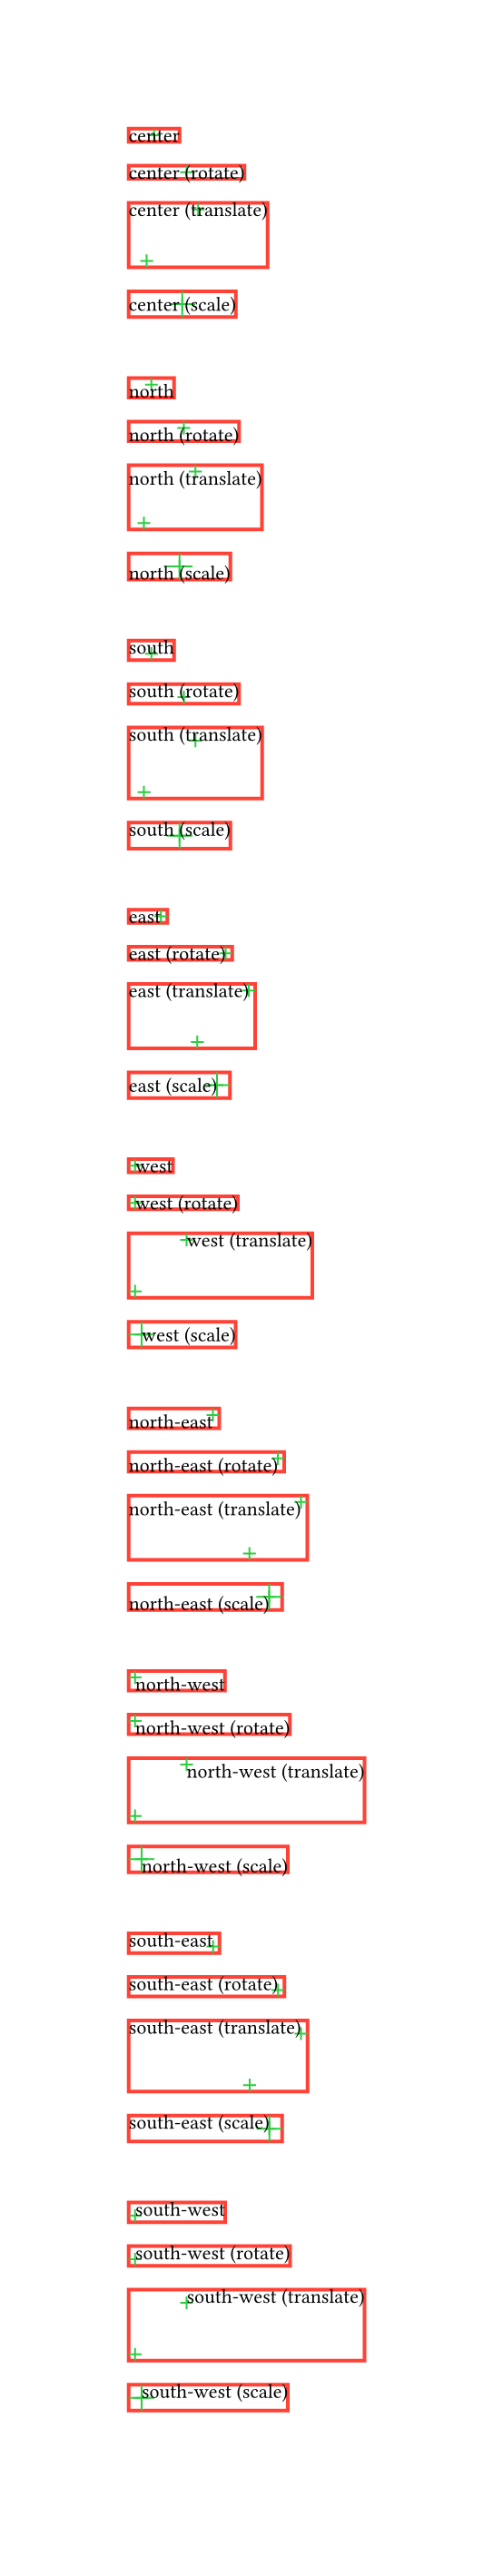 center
center (rotate)
center (translate)
center (scale)
north
north (rotate)
north (translate)
north (scale)
south
south (rotate)
south (translate)
south (scale)
east
east (rotate)
east (translate)
east (scale)
west
west (rotate)
west (translate)
west (scale)
north-east
north-east (rotate)
north-east (translate)
north-east (scale)
north-west
north-west (rotate)
north-west (translate)
north-west (scale)
south-east
south-east (rotate)
south-east (translate)
south-east (scale)
south-west
south-west (rotate)
south-west (translate)
south-west (scale)